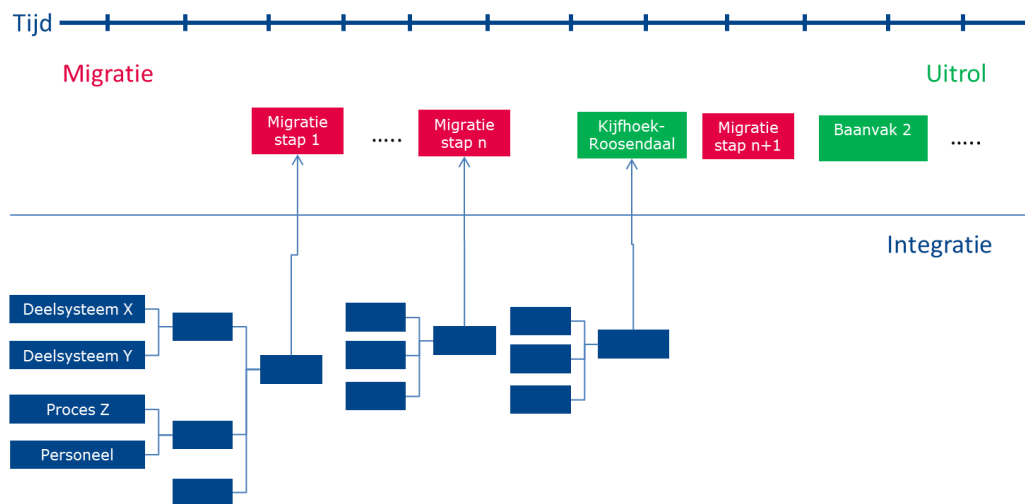 Tijd
Migratie
Uitrol
Migratie
stap 1
.....
Migratie
stap n
Kijfhoek-
Roosendaal
Migratie
stap n+1
Baanvak 2
.....
Integratie
Deelsysteem X
Deelsysteem Y
Proces Z
Personeel